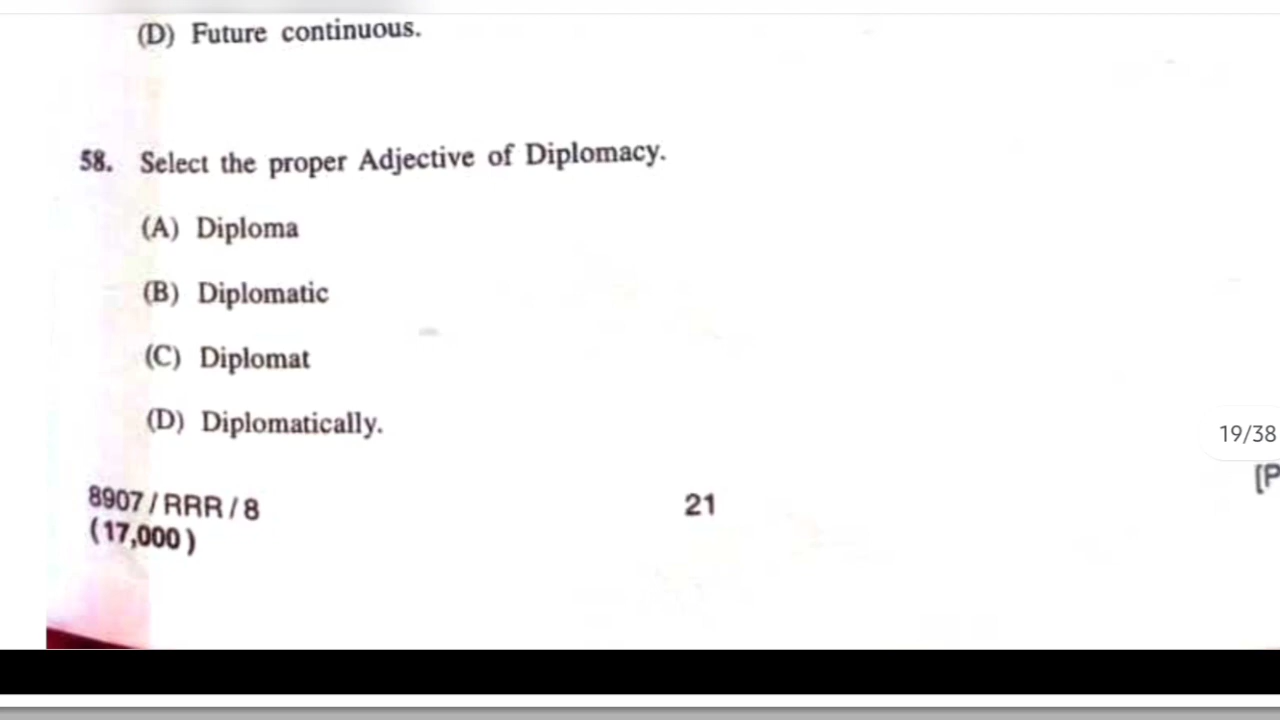 (D) Future continuous.
58. Select the proper Adjective of Diplomacy.
(A) Diploma
(B) Diplomatic
(C) Diplomat
(D) Diplomatically.
19/38
[P
8907 / RRR / 8
21
(17,000)